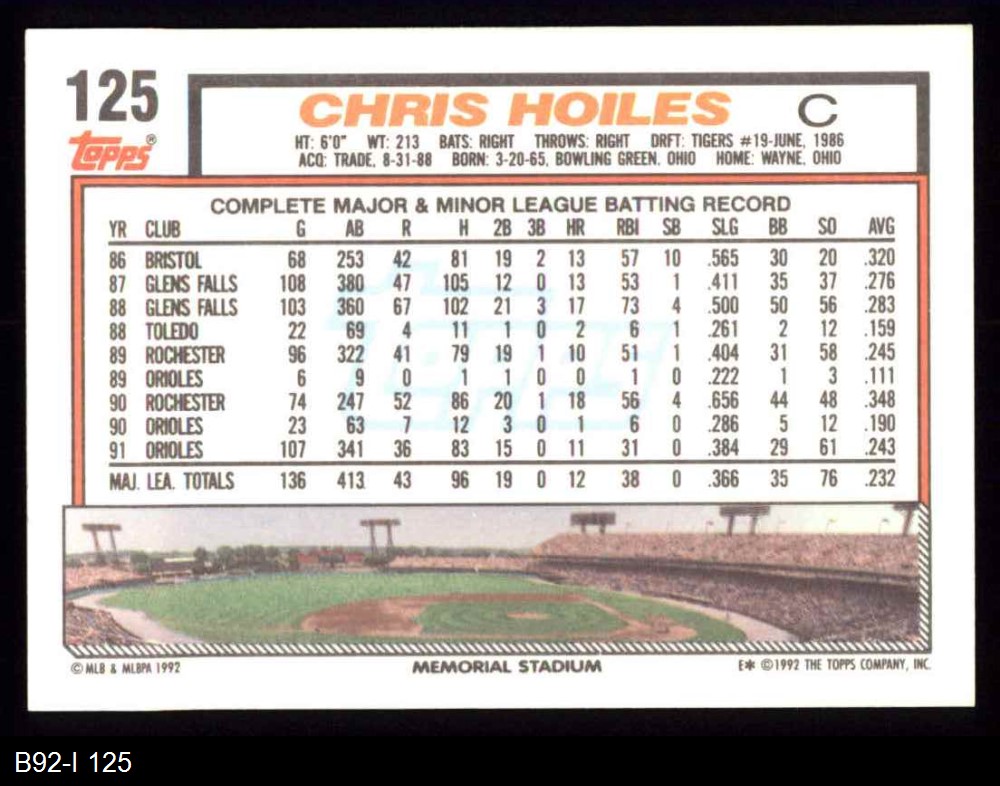 125
CHRIS HOILES C
topps®
HT: 6'0" WT: 213 BATS: RIGHT THROWS: RIGHT DRFT: TIGERS #19-JUNE, 1986
ACQ: TRADE, 8-31-88 BORN: 3-20-65, BOWLING GREEN, OHIO HOME: WAYNE, OHIO
COMPLETE MAJOR & MINOR LEAGUE BATTING RECORD
YR CLUB G AB R H 2B 3B HR RBI SB SLG BB SO AVG
86 BRISTOL 68 253 42 81 19 2 13 57 10 .565 30 20 .320
87 GLENS FALLS 108 380 47 105 12 0 13 53 1 .411 35 37 .276
88 GLENS FALLS 103 360 67 102 21 3 17 73 4 .500 50 56 .283
88 TOLEDO 22 69 4 11 1 0 2 6 1 .261 2 12 .159
89 ROCHESTER 96 322 41 79 19 1 10 51 1 .404 31 58 .245
89 ORIOLES 6 9 0 1 1 0 0 1 0 .222 1 3 .111
90 ROCHESTER 74 247 52 86 20 1 18 56 4 .656 44 48 .348
90 ORIOLES 23 63 7 12 3 0 1 6 0 .286 5 12 .190
91 ORIOLES 107 341 36 83 15 0 11 31 0 .384 29 61 .243
MAJ. LEA. TOTALS 136 413 43 96 19 0 12 38 0 .366 35 76 .232
topps
© MLB & MLBPA 1992 MEMORIAL STADIUM E* ©1992 THE TOPPS COMPANY, INC.
B92-I 125